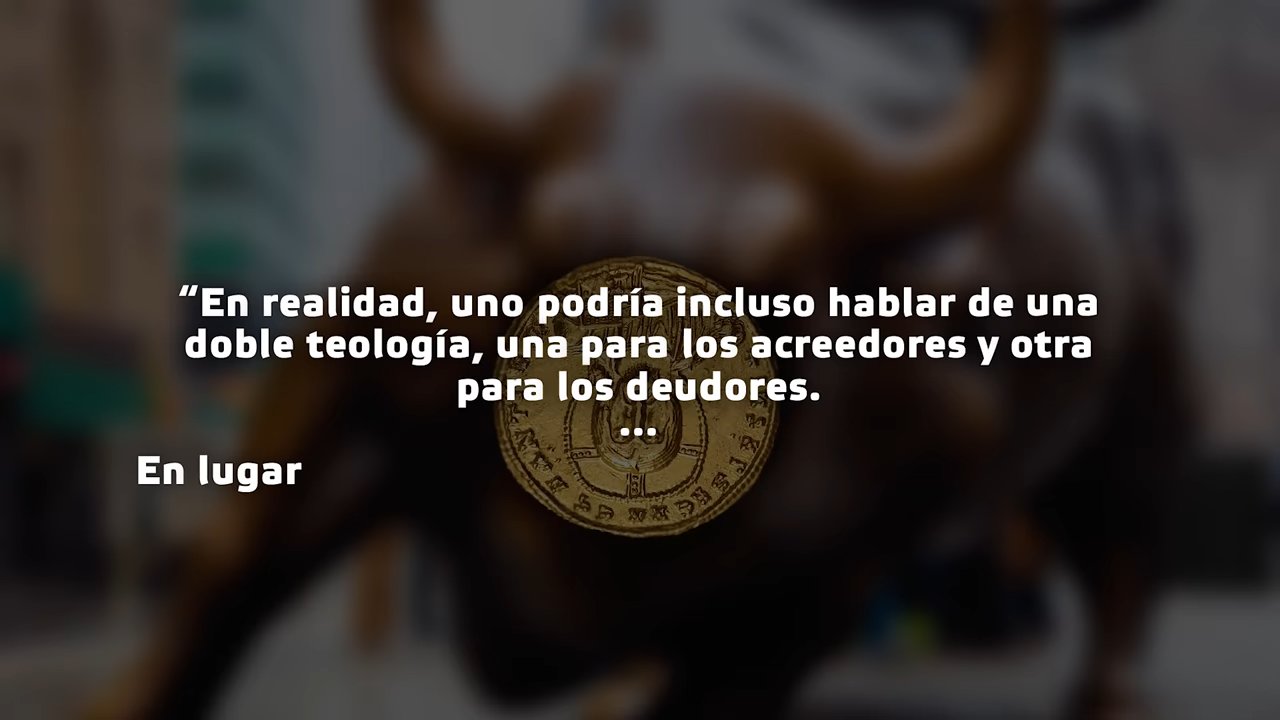 “En realidad, uno podría incluso hablar de una
doble teología, una para los acreedores y otra
para los deudores.
...
En lugar